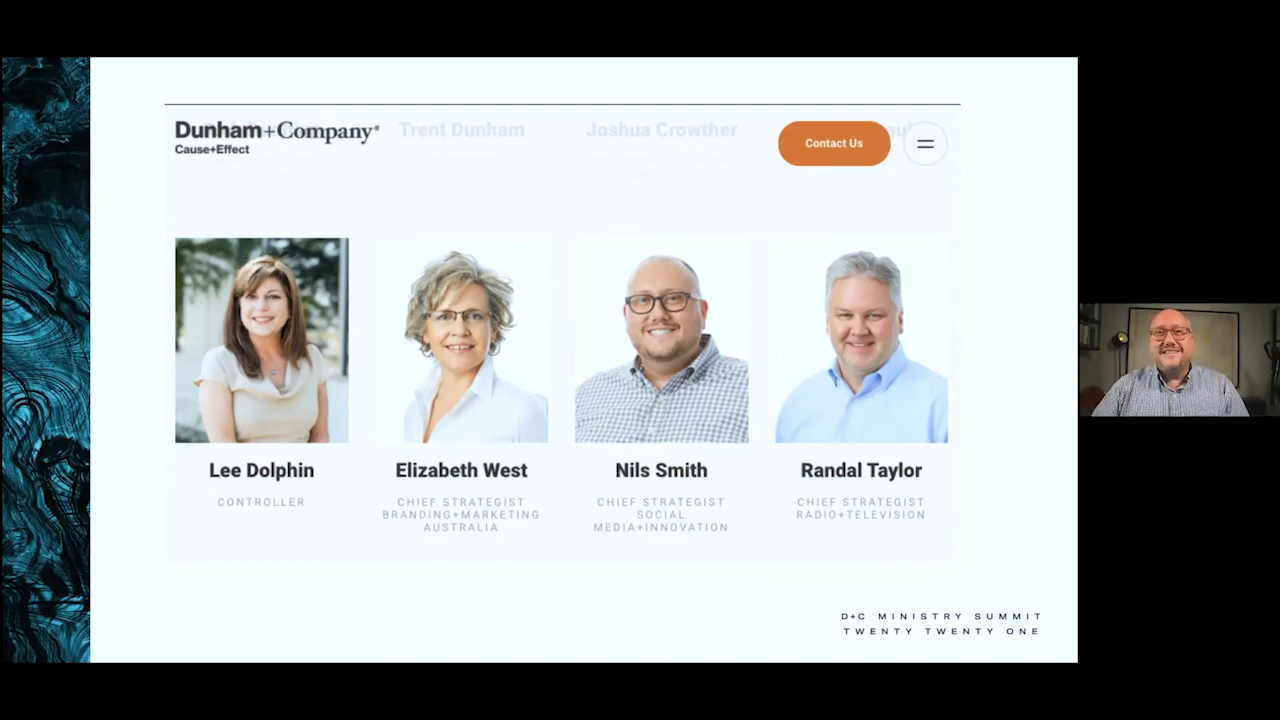 Dunham+Company®
Cause+Effect
Trent Dunham
Joshua Crowther
Contact Us
Lee Dolphin
CONTROLLER
Elizabeth West
CHIEF STRATEGIST
BRANDING+MARKETING
AUSTRALIA
Nils Smith
CHIEF STRATEGIST
SOCIAL
MEDIA+INNOVATION
Randal Taylor
CHIEF STRATEGIST
RADIO+TELEVISION
D+C MINISTRY SUMMIT
TWENTY TWENTY ONE